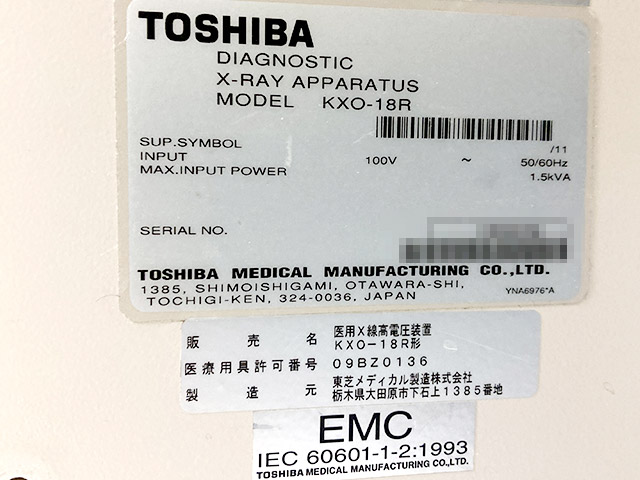 TOSHIBA
DIAGNOSTIC
X-RAY APPARATUS
MODEL KXO-18R
SUP.SYMBOL /11
INPUT 100V ~ 50/60Hz
MAX.INPUT POWER 1.5kVA
SERIAL NO.
TOSHIBA MEDICAL MANUFACTURING CO.,LTD.
1385, SHIMOISHIGAMI, OTAWARA-SHI,
TOCHIGI-KEN, 324-0036, JAPAN YNA6976*A
販売名 医用X線高電圧装置
KXO-18R形
医療用具許可番号 09BZ0136
製造元 東芝メディカル製造株式会社
栃木県大田原市下石上1385番地
EMC
IEC 60601-1-2:1993
TOSHIBA MEDICAL MANUFACTURING CO.,LTD.